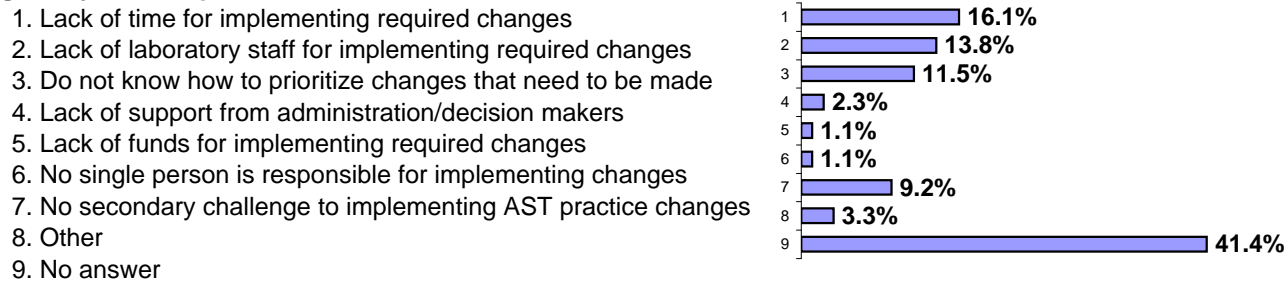 1. Lack of time for implementing required changes
2. Lack of laboratory staff for implementing required changes
3. Do not know how to prioritize changes that need to be made
4. Lack of support from administration/decision makers
5. Lack of funds for implementing required changes
6. No single person is responsible for implementing changes
7. No secondary challenge to implementing AST practice changes
8. Other
9. No answer
1 16.1%
2 13.8%
3 11.5%
4 2.3%
5 1.1%
6 1.1%
7 9.2%
8 3.3%
9 41.4%